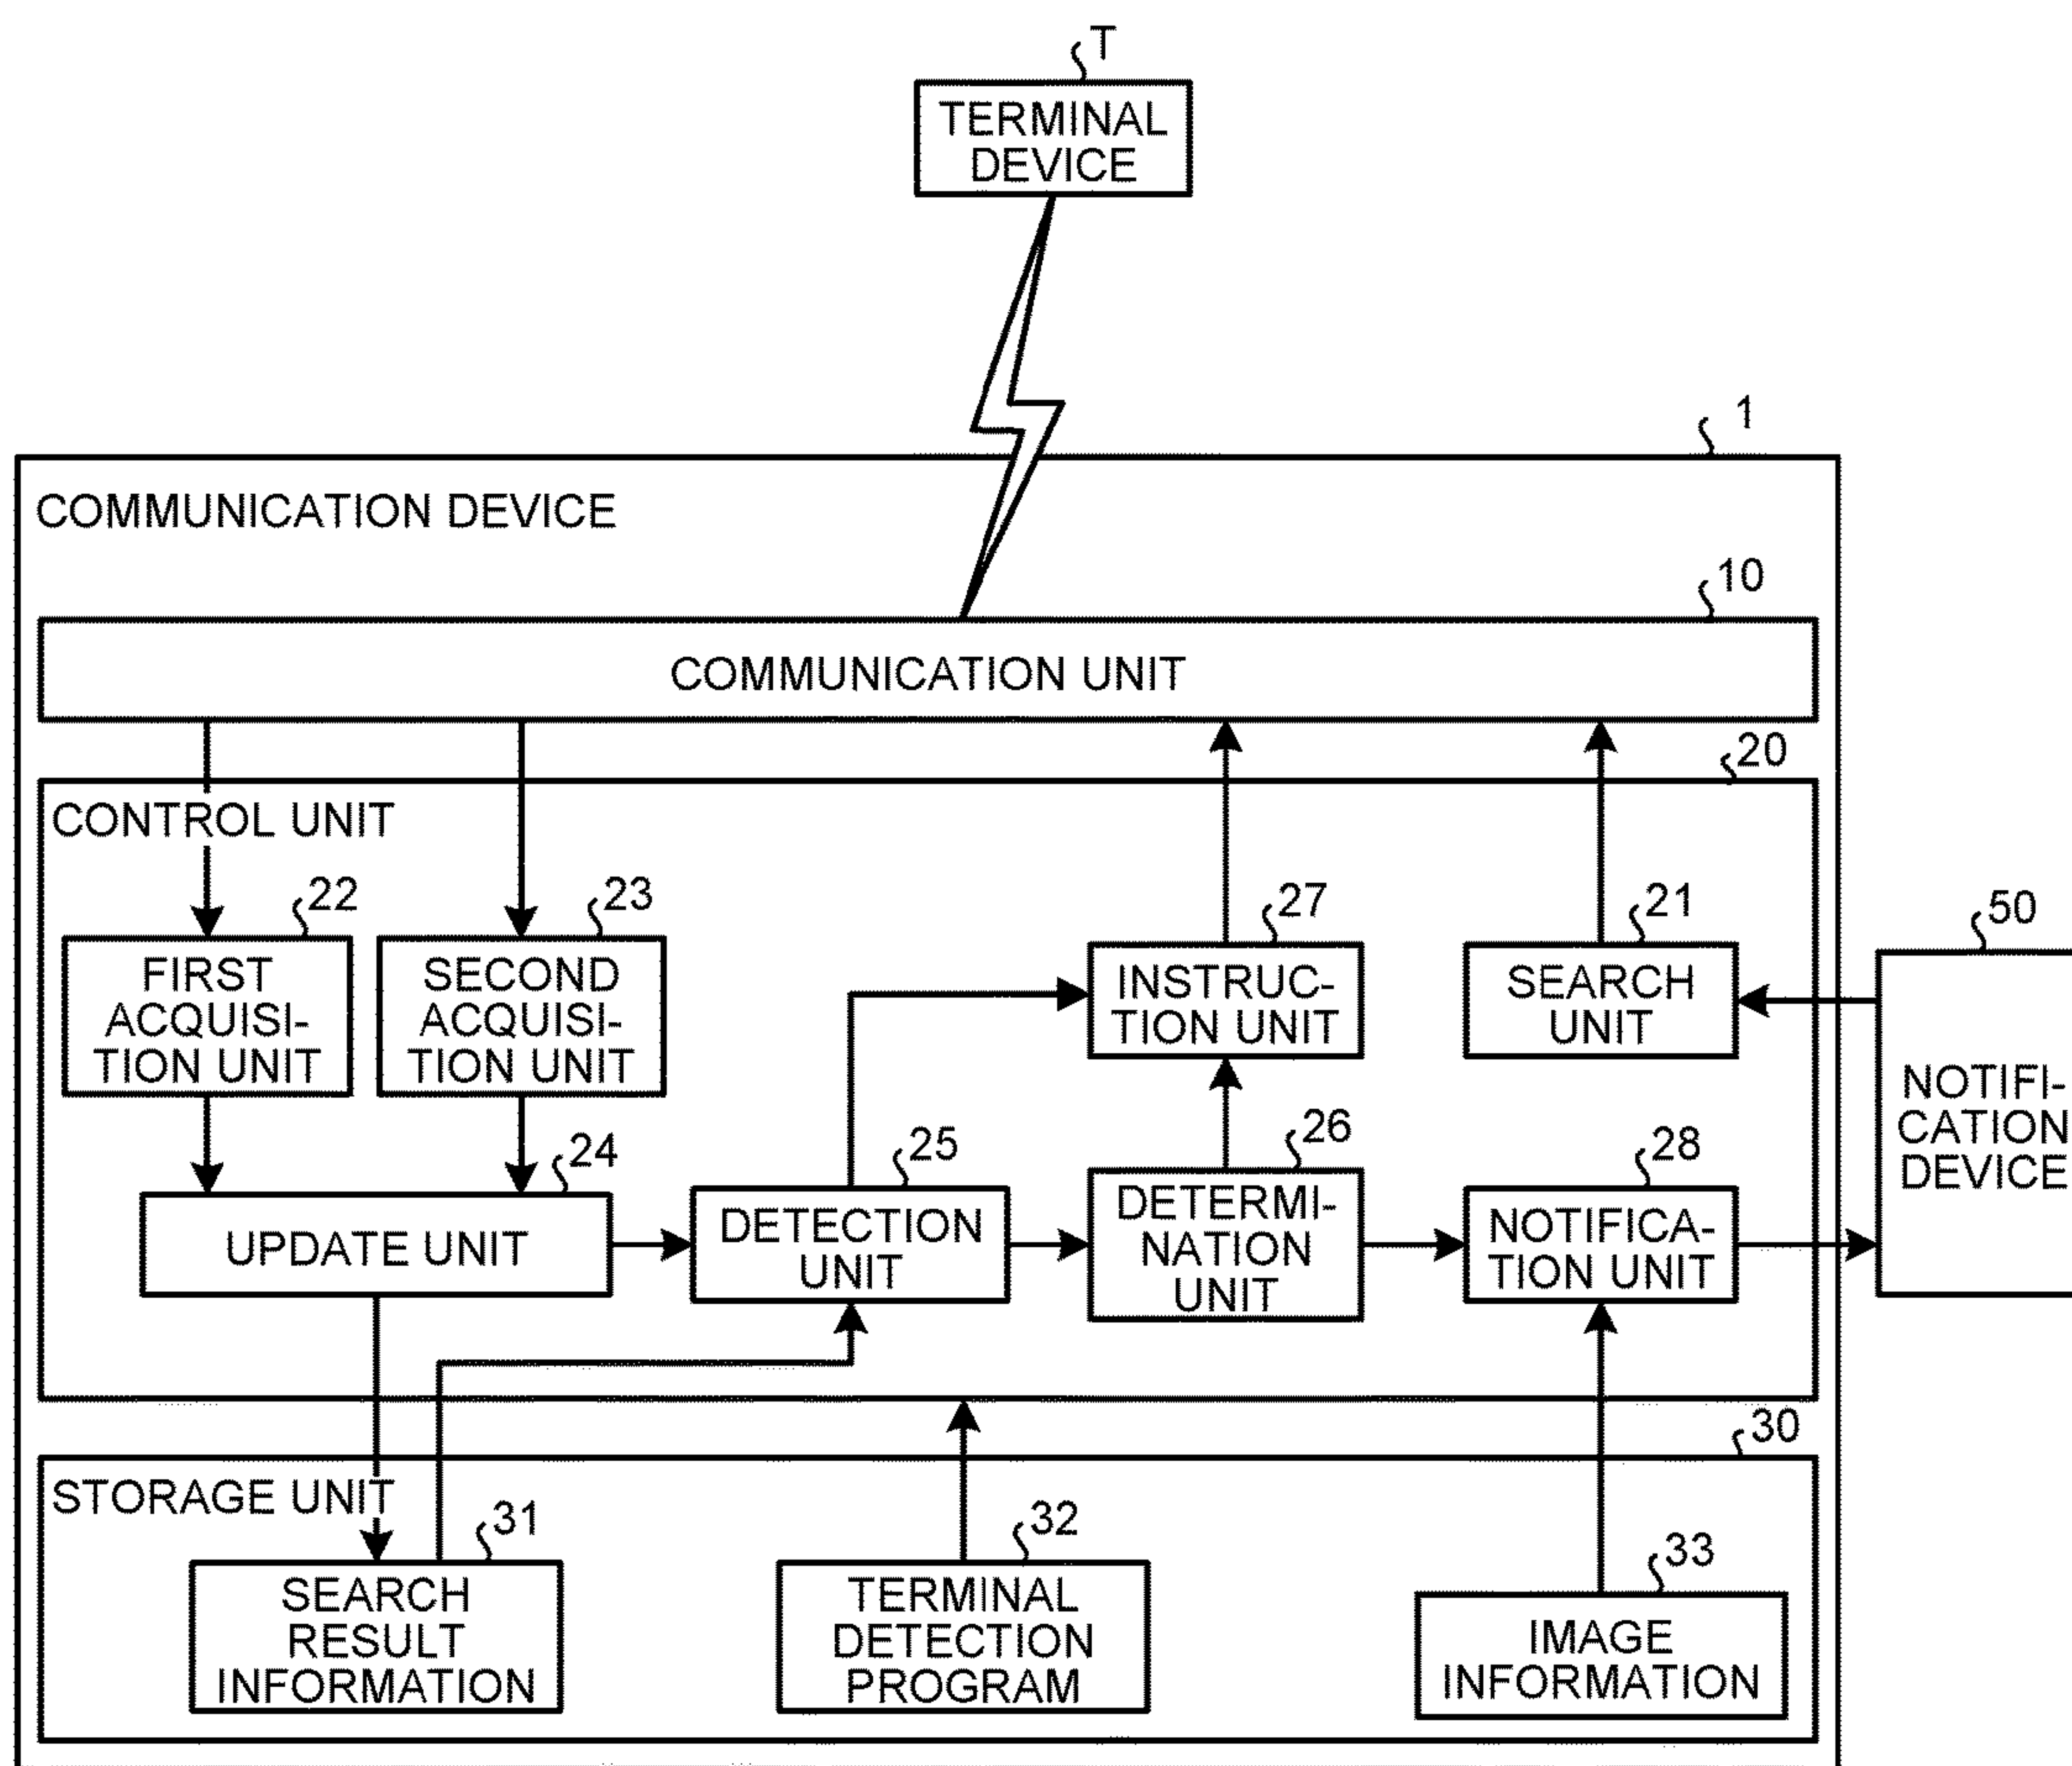 T
TERMINAL
DEVICE
1
COMMUNICATION DEVICE
10
COMMUNICATION UNIT
20
CONTROL UNIT
22
FIRST
ACQUISI-
TION UNIT
23
SECOND
ACQUISI-
TION UNIT
27
INSTRUC-
TION UNIT
21
SEARCH
UNIT
50
NOTIFI-
CATION
DEVICE
24
UPDATE UNIT
25
DETECTION
UNIT
26
DETERMI-
NATION
UNIT
28
NOTIFICA-
TION UNIT
30
STORAGE UNIT
31
SEARCH
RESULT
INFORMATION
32
TERMINAL
DETECTION
PROGRAM
33
IMAGE
INFORMATION